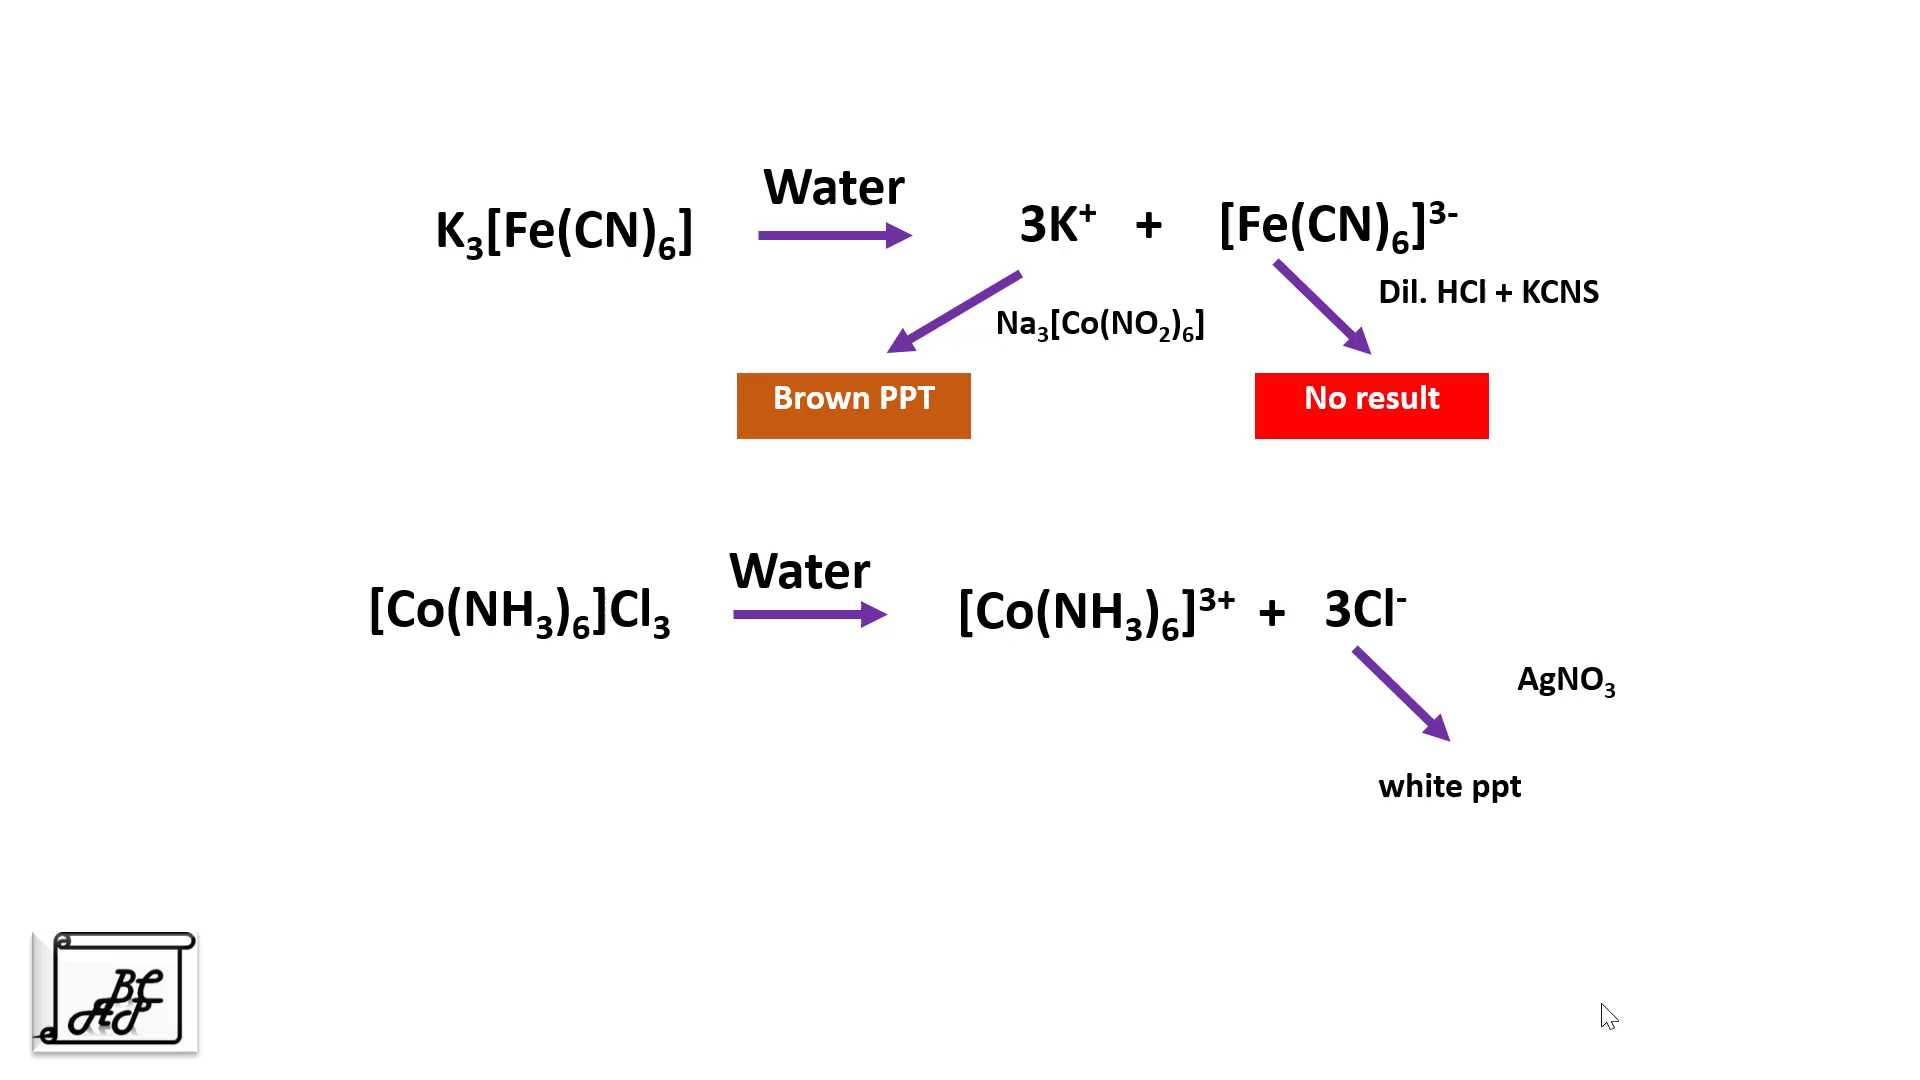 Water
K₃[Fe(CN)₆] 3K⁺ + [Fe(CN)₆]³⁻
Dil. HCl + KCNS
Na₃[Co(NO₂)₆]
Brown PPT No result
Water
[Co(NH₃)₆]Cl₃ [Co(NH₃)₆]³⁺ + 3Cl⁻
AgNO₃
white ppt